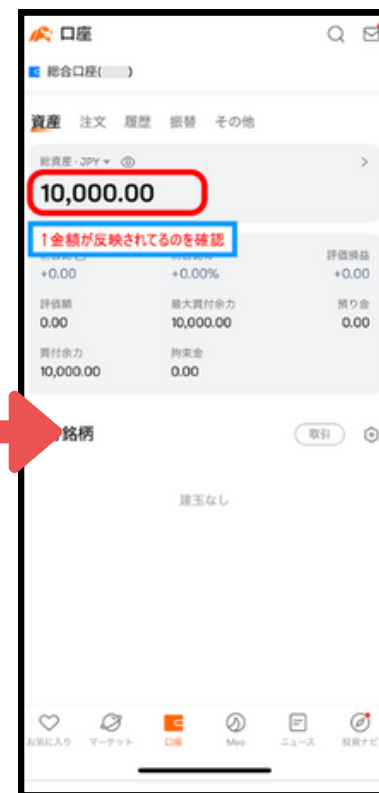 口座
総合口座( )
資産 注文 履歴 振替 その他
総資産・JPY
10,000.00
↑金額が反映されてるのを確認
評価損益
+0.00 +0.00% +0.00
評価額 最大買付余力 預り金
0.00 10,000.00 0.00
買付余力 拘束金
10,000.00 0.00
銘柄 取引
建玉なし
お気に入り マーケット 口座 Moo ニュース 投資ナビ